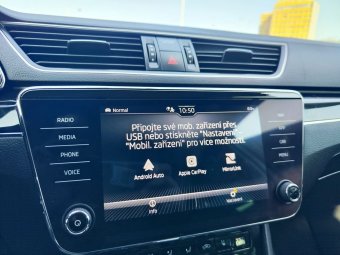 Normal
10:50
RADIO
MEDIA
PHONE
VOICE
Připojte své mob. zařízení přes
USB nebo stiskněte "Nastavení" -
"Mobil. zařízení" pro více možností.
Android Auto
Apple CarPlay
MirrorLink
Info
Nastavení
MENU